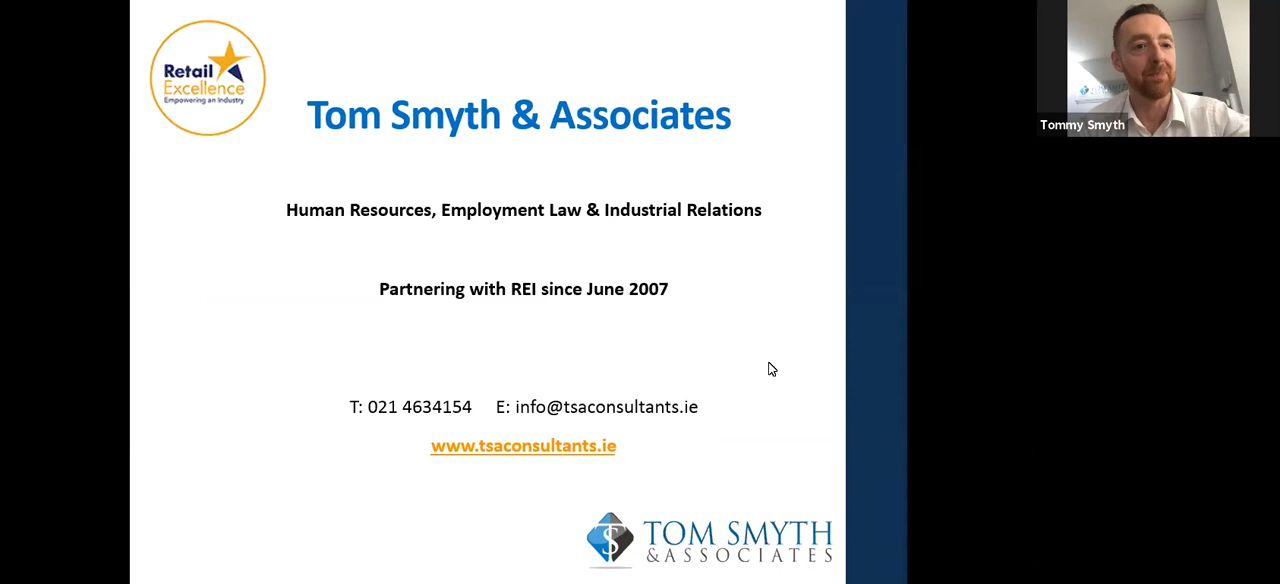 Retail
Excellence
Empowering an Industry
Tom Smyth & Associates
Tommy Smyth
Human Resources, Employment Law & Industrial Relations
Partnering with REI since June 2007
T: 021 4634154 E: info@tsaconsultants.ie
www.tsaconsultants.ie
TS
TOM SMYTH
& ASSOCIATES